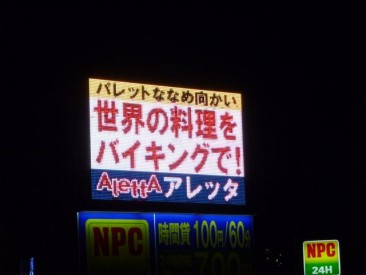 パレットななめ向かい
世界の料理を
バイキングで!
AlettA アレッタ
NPC 時間貸 100円/60分
NPC
24H